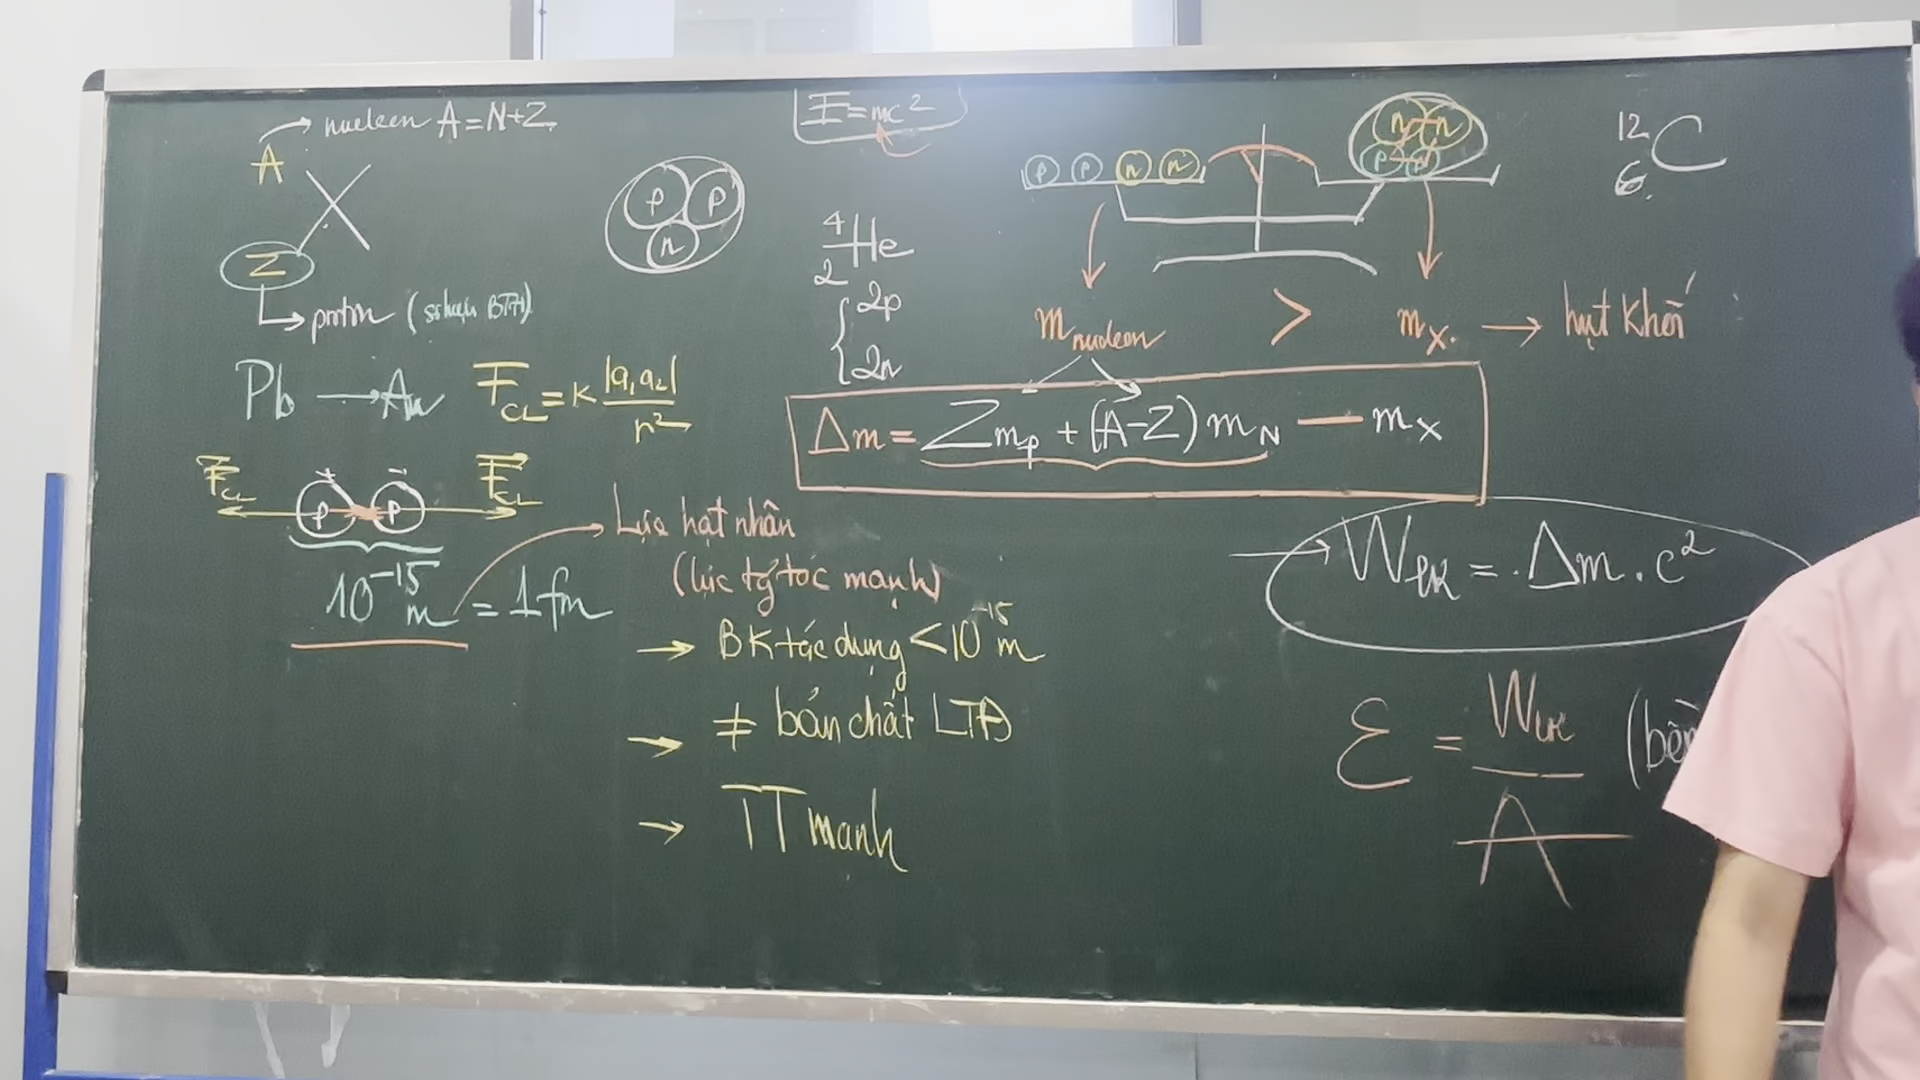 nucleon A = N+Z
A
X
Z
proton (số hiệu BTH)
Pb → Au
F_CL = K |q₁q₂| / r²
F_CL
F_CL
+
p p
10⁻¹⁵ m = 1 fm
p p
n
E = mc²
⁴₂He
2p
2n
p p n n
n n
p p
¹²₆C
m nucleon > m_X → hụt khối
Δm = Zm_p + (A-Z) m_N — m_X
Lực hạt nhân
(lực tg tác mạnh)
→ BK tác dụng < 10⁻¹⁵ m
→ ≠ bản chất LTĐ
→ TT mạnh
→ W_lk = Δm . c²
ε = W_lk / A